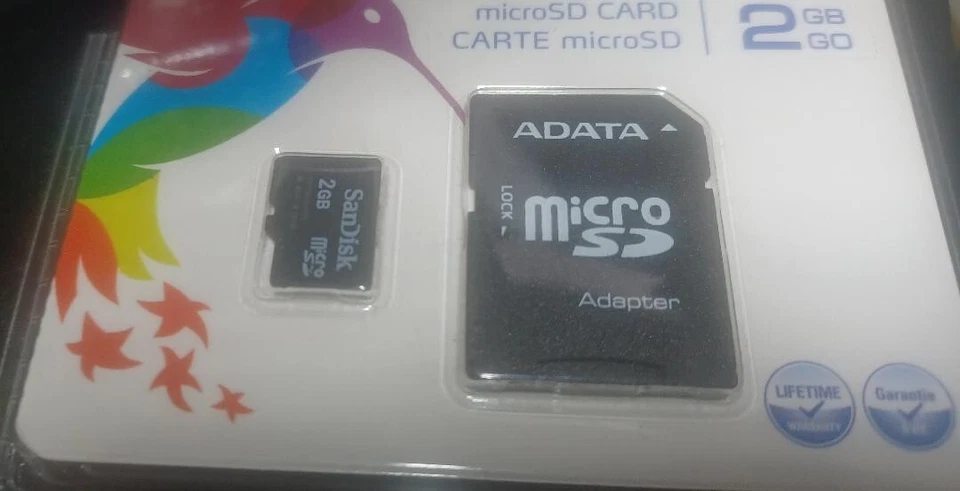 microSD CARD
CARTE microSD
2 GB
GO
SanDisk
2GB
micro
SD
ADATA
LOCK
micro
SD
Adapter
LIFETIME
WARRANTY
Garantie